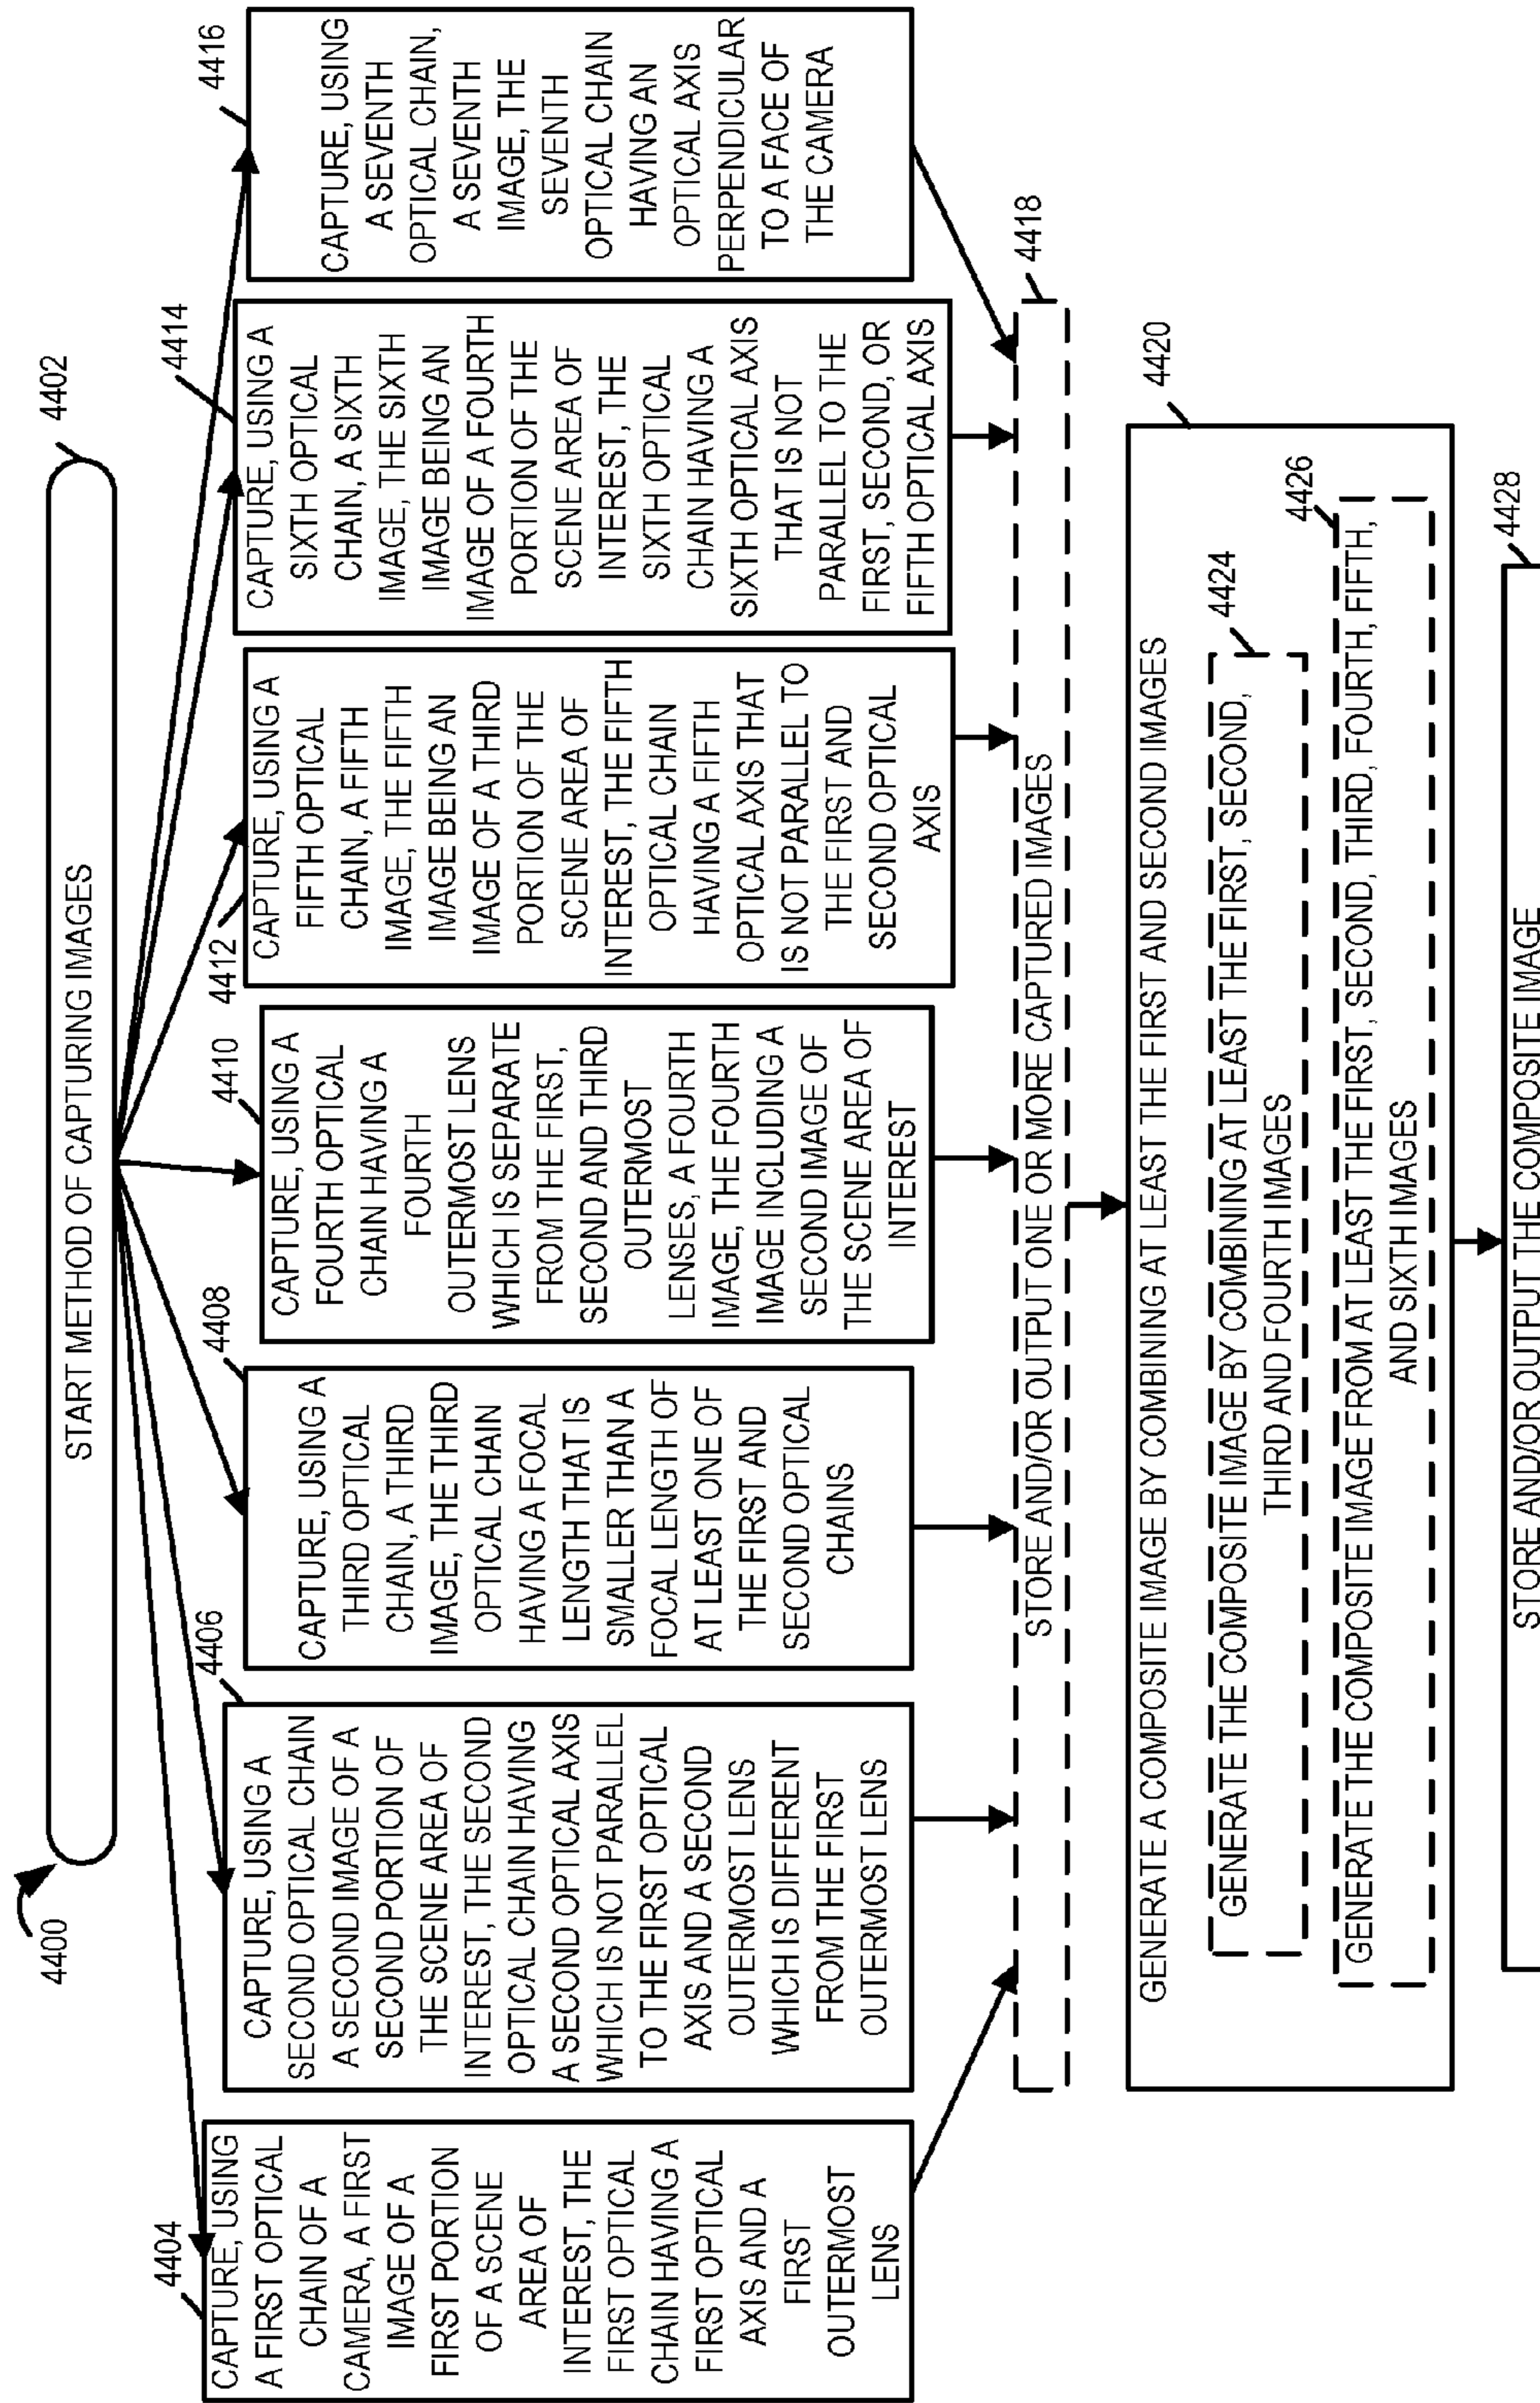 4400
START METHOD OF CAPTURING IMAGES
4402
4404
CAPTURE, USING
A FIRST OPTICAL
CHAIN OF A
CAMERA, A FIRST
IMAGE OF A
FIRST PORTION
OF A SCENE
AREA OF
INTEREST, THE
FIRST OPTICAL
CHAIN HAVING A
FIRST OPTICAL
AXIS AND A
FIRST
OUTERMOST
LENS
4406
CAPTURE, USING A
SECOND OPTICAL CHAIN
A SECOND IMAGE OF A
SECOND PORTION OF
THE SCENE AREA OF
INTEREST, THE SECOND
OPTICAL CHAIN HAVING
A SECOND OPTICAL AXIS
WHICH IS NOT PARALLEL
TO THE FIRST OPTICAL
AXIS AND A SECOND
OUTERMOST LENS
WHICH IS DIFFERENT
FROM THE FIRST
OUTERMOST LENS
4408
CAPTURE, USING A
THIRD OPTICAL
CHAIN, A THIRD
IMAGE, THE THIRD
OPTICAL CHAIN
HAVING A FOCAL
LENGTH THAT IS
SMALLER THAN A
FOCAL LENGTH OF
AT LEAST ONE OF
THE FIRST AND
SECOND OPTICAL
CHAINS
4410
CAPTURE, USING A
FOURTH OPTICAL
CHAIN HAVING A
FOURTH
OUTERMOST LENS
WHICH IS SEPARATE
FROM THE FIRST,
SECOND AND THIRD
OUTERMOST
LENSES, A FOURTH
IMAGE, THE FOURTH
IMAGE INCLUDING A
SECOND IMAGE OF
THE SCENE AREA OF
INTEREST
4412
CAPTURE, USING A
FIFTH OPTICAL
CHAIN, A FIFTH
IMAGE, THE FIFTH
IMAGE BEING AN
IMAGE OF A THIRD
PORTION OF THE
SCENE AREA OF
INTEREST, THE FIFTH
OPTICAL CHAIN
HAVING A FIFTH
OPTICAL AXIS THAT
IS NOT PARALLEL TO
THE FIRST AND
SECOND OPTICAL
AXIS
4414
CAPTURE, USING A
SIXTH OPTICAL
CHAIN, A SIXTH
IMAGE, THE SIXTH
IMAGE BEING AN
IMAGE OF A FOURTH
PORTION OF THE
SCENE AREA OF
INTEREST, THE
SIXTH OPTICAL
CHAIN HAVING A
SIXTH OPTICAL AXIS
THAT IS NOT
PARALLEL TO THE
FIRST, SECOND, OR
FIFTH OPTICAL AXIS
4416
CAPTURE, USING
A SEVENTH
OPTICAL CHAIN,
A SEVENTH
IMAGE, THE
SEVENTH
OPTICAL CHAIN
HAVING AN
OPTICAL AXIS
PERPENDICULAR
TO A FACE OF
THE CAMERA
4418
STORE AND/OR OUTPUT ONE OR MORE CAPTURED IMAGES
4420
GENERATE A COMPOSITE IMAGE BY COMBINING AT LEAST THE FIRST AND SECOND IMAGES
4424
GENERATE THE COMPOSITE IMAGE BY COMBINING AT LEAST THE FIRST, SECOND,
THIRD AND FOURTH IMAGES
4426
GENERATE THE COMPOSITE IMAGE FROM AT LEAST THE FIRST, SECOND, THIRD, FOURTH, FIFTH,
AND SIXTH IMAGES
4428
STORE AND/OR OUTPUT THE COMPOSITE IMAGE